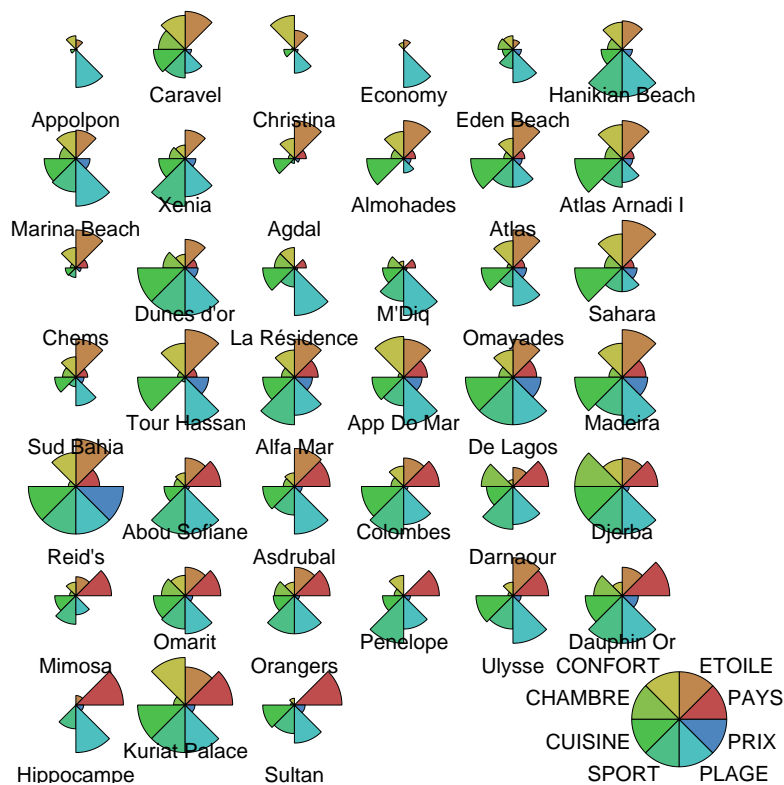 Appolpon
Caravel
Christina
Economy
Eden Beach
Hanikian Beach
Marina Beach
Xenia
Agdal
Almohades
Atlas
Atlas Arnadi I
Chems
Dunes d'or
La Résidence
M'Diq
Omayades
Sahara
Sud Bahia
Tour Hassan
Alfa Mar
App Do Mar
De Lagos
Madeira
Reid's
Abou Sofiane
Asdrubal
Colombes
Darnaour
Djerba
Mimosa
Omarit
Orangers
Penelope
Ulysse
Dauphin Or
Hippocampe
Kuriat Palace
Sultan
CONFORT
ETOILE
CHAMBRE
PAYS
CUISINE
PRIX
SPORT
PLAGE